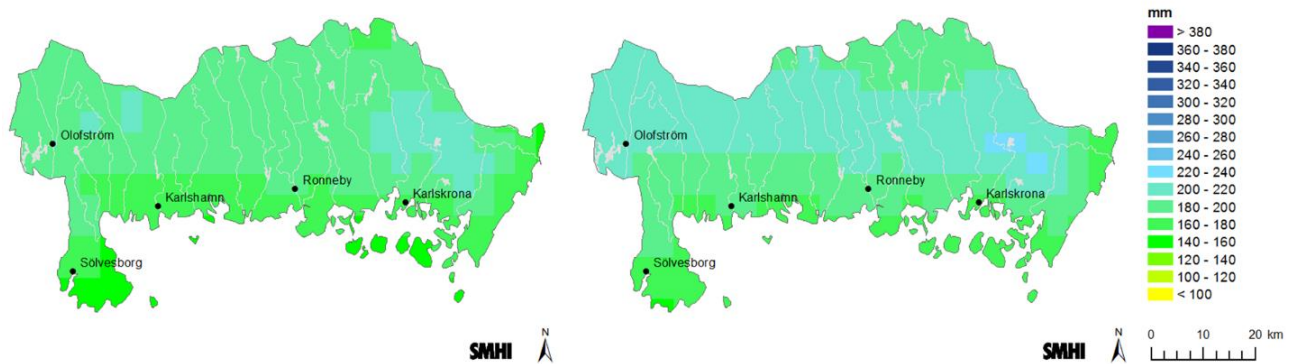 Olofström
Karlshamn
Ronneby
Karlskrona
Sölvesborg
SMHI
N
Olofström
Karlshamn
Ronneby
Karlskrona
Sölvesborg
SMHI
N
mm
> 380
360 - 380
340 - 360
320 - 340
300 - 320
280 - 300
260 - 280
240 - 260
220 - 240
200 - 220
180 - 200
160 - 180
140 - 160
120 - 140
100 - 120
< 100
0 10 20 km